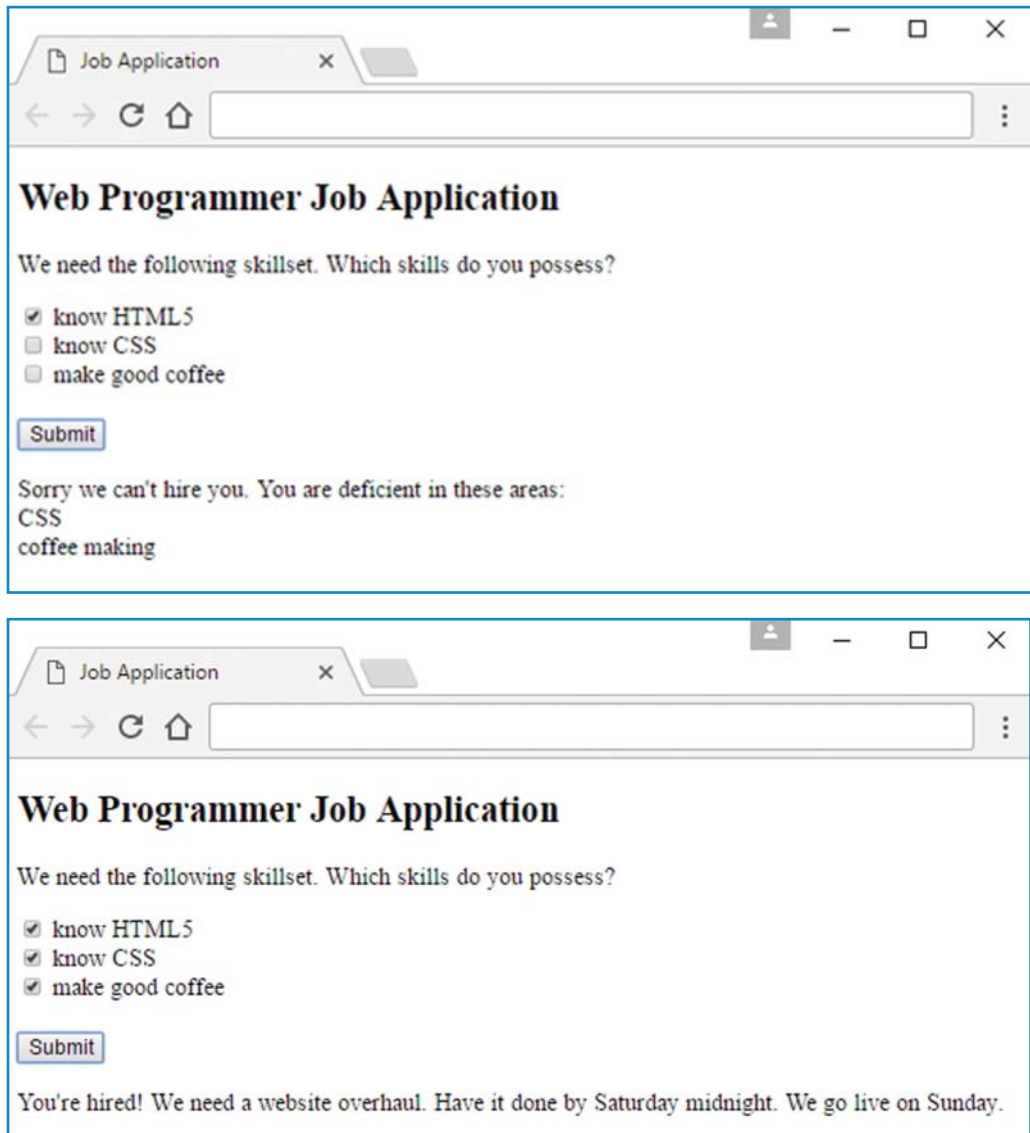 Job Application
Web Programmer Job Application
We need the following skillset. Which skills do you possess?
know HTML5
know CSS
make good coffee
Submit
Sorry we can't hire you. You are deficient in these areas:
CSS
coffee making
Job Application
Web Programmer Job Application
We need the following skillset. Which skills do you possess?
know HTML5
know CSS
make good coffee
Submit
You're hired! We need a website overhaul. Have it done by Saturday midnight. We go live on Sunday.